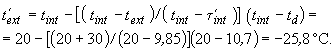 t′ext = tint − [(tint − text)/(tint − τ′int)] (tint − td) =
= 20 − [(20 + 30)/(20 − 9,85)](20 − 10,7) = −25,8 °C.